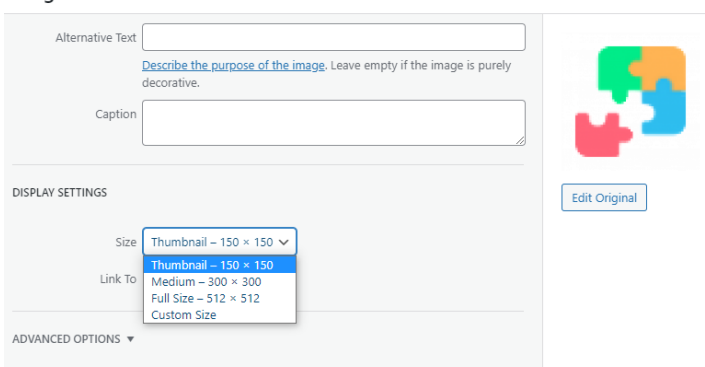 Alternative Text
Describe the purpose of the image. Leave empty if the image is purely
decorative.
Caption
DISPLAY SETTINGS
Size Thumbnail – 150 × 150
Thumbnail – 150 × 150
Link To
Medium – 300 × 300
Full Size – 512 × 512
Custom Size
ADVANCED OPTIONS ▼
Edit Original